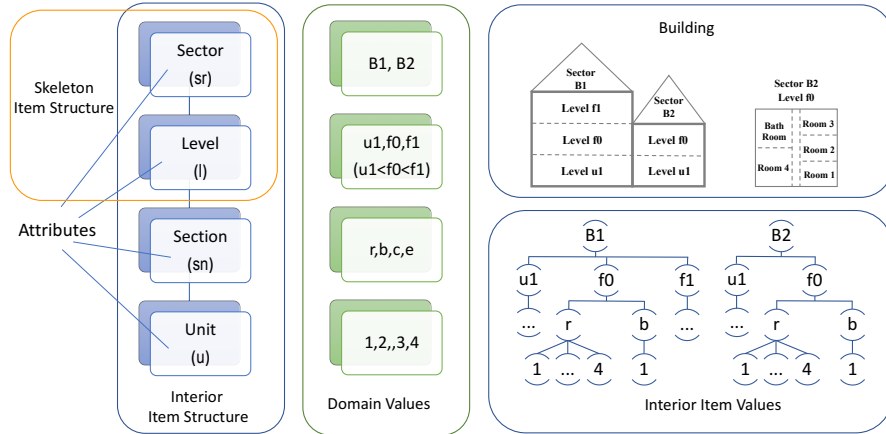 Skeleton
Item Structure
Attributes
Sector
(sr)
Level
(l)
Section
(sn)
Unit
(u)
Interior
Item Structure
B1, B2
u1,f0,f1
(u1<f0<f1)
r,b,c,e
1,2,,3,4
Domain Values
Building
Sector
B1
Level f1
Level f0
Level u1
Sector
B2
Level f0
Level u1
Sector B2
Level f0
Bath
Room
Room 4
Room 3
Room 2
Room 1
B1 B2
u1 f0 f1 u1 f0
... r b ... ... r b
1 ... 4 1 1 ... 4 1
Interior Item Values